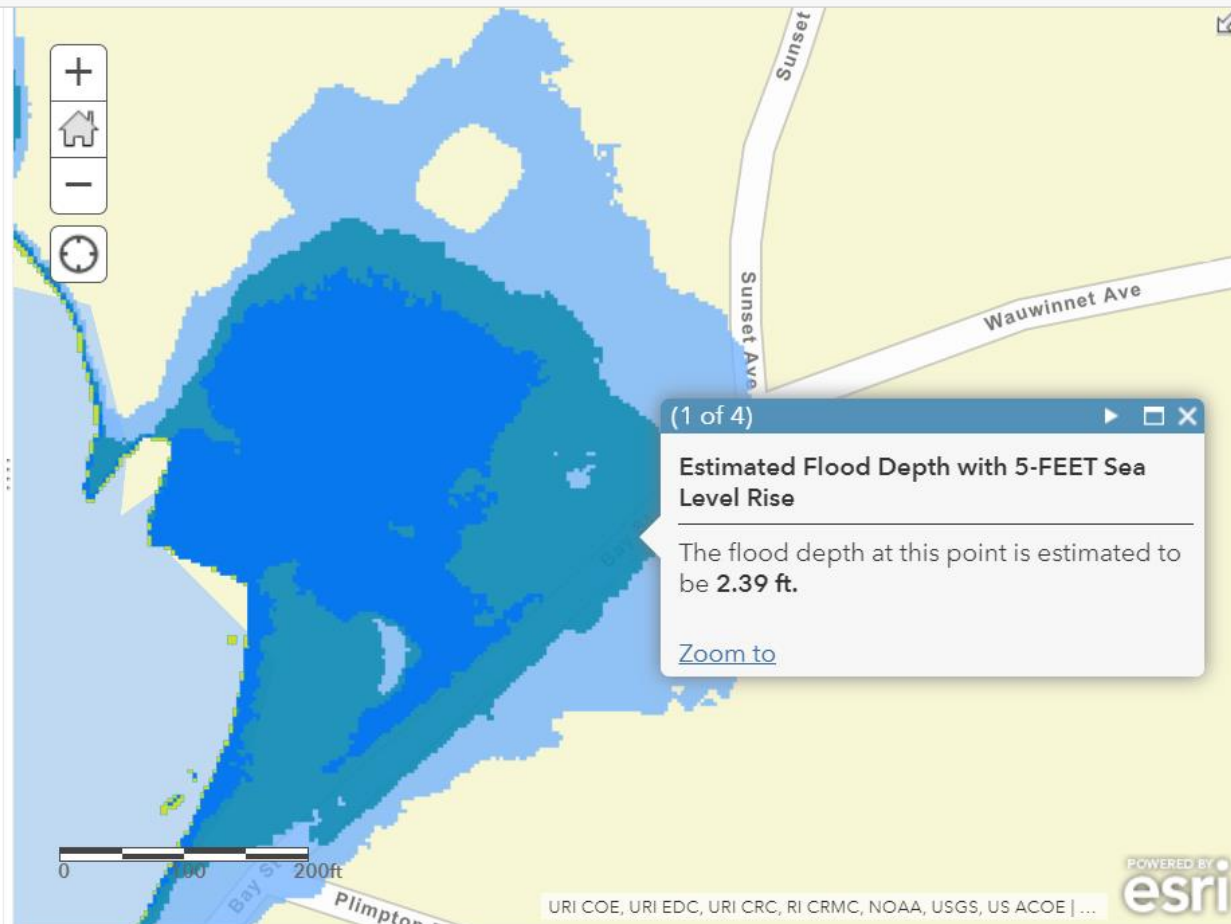 Sunset
Sunset Ave
Wauwinnet Ave
(1 of 4)
Estimated Flood Depth with 5-FEET Sea
Level Rise
The flood depth at this point is estimated to
be 2.39 ft.
Zoom to
0 100 200ft
Bay St
Plimpton
URI COE, URI EDC, URI CRC, RI CRMC, NOAA, USGS, US ACOE | ...
POWERED BY
esri